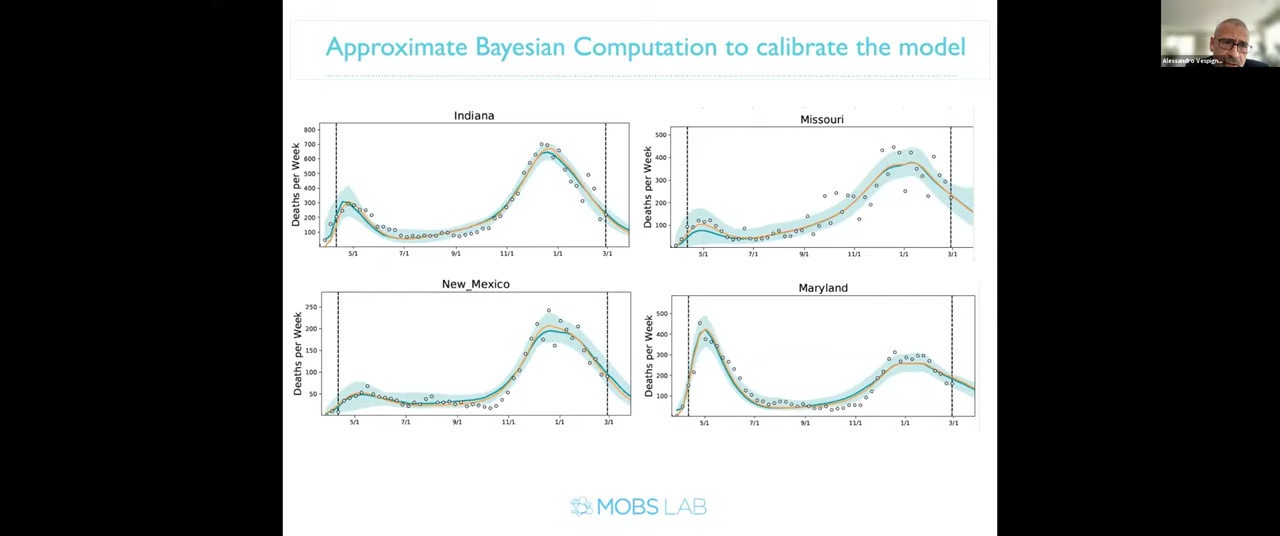 Approximate Bayesian Computation to calibrate the model
Alessandro Vespign...
Indiana
Deaths per Week
800
700
600
500
400
300
200
100
5/1 7/1 9/1 11/1 1/1 3/1
Missouri
Deaths per Week
500
400
300
200
100
5/1 7/1 9/1 11/1 1/1 3/1
New_Mexico
Deaths per Week
250
200
150
100
50
5/1 7/1 9/1 11/1 1/1 3/1
Maryland
Deaths per Week
500
400
300
200
100
5/1 7/1 9/1 11/1 1/1 3/1
MOBS LAB